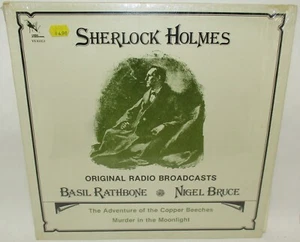 SHERLOCK HOLMES
ORIGINAL RADIO BROADCASTS
BASIL RATHBONE NIGEL BRUCE
The Adventure of the Copper Beeches
Murder in the Moonlight